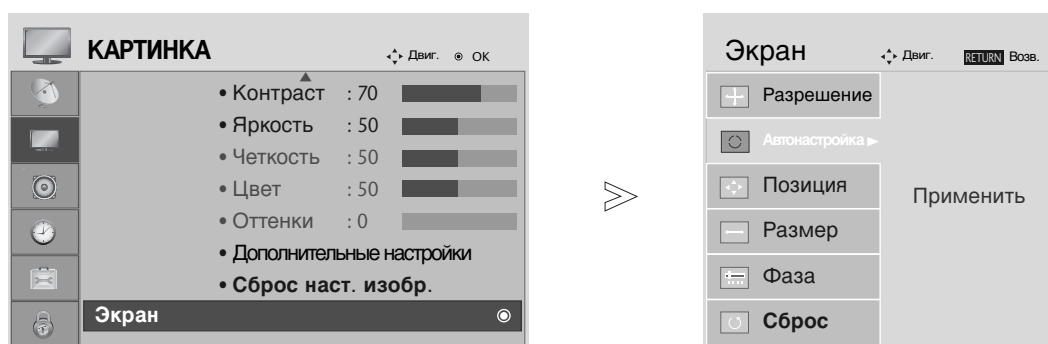 КАРТИНКА
Двиг. ОК
• Контраст : 70
• Яркость : 50
• Четкость : 50
• Цвет : 50
• Оттенки : 0
• Дополнительные настройки
• Сброс наст. изобр.
Экран
Экран
Двиг. RETURN Возв.
Разрешение
Автонастройка ►
Позиция
Размер
Фаза
Сброс
Применить